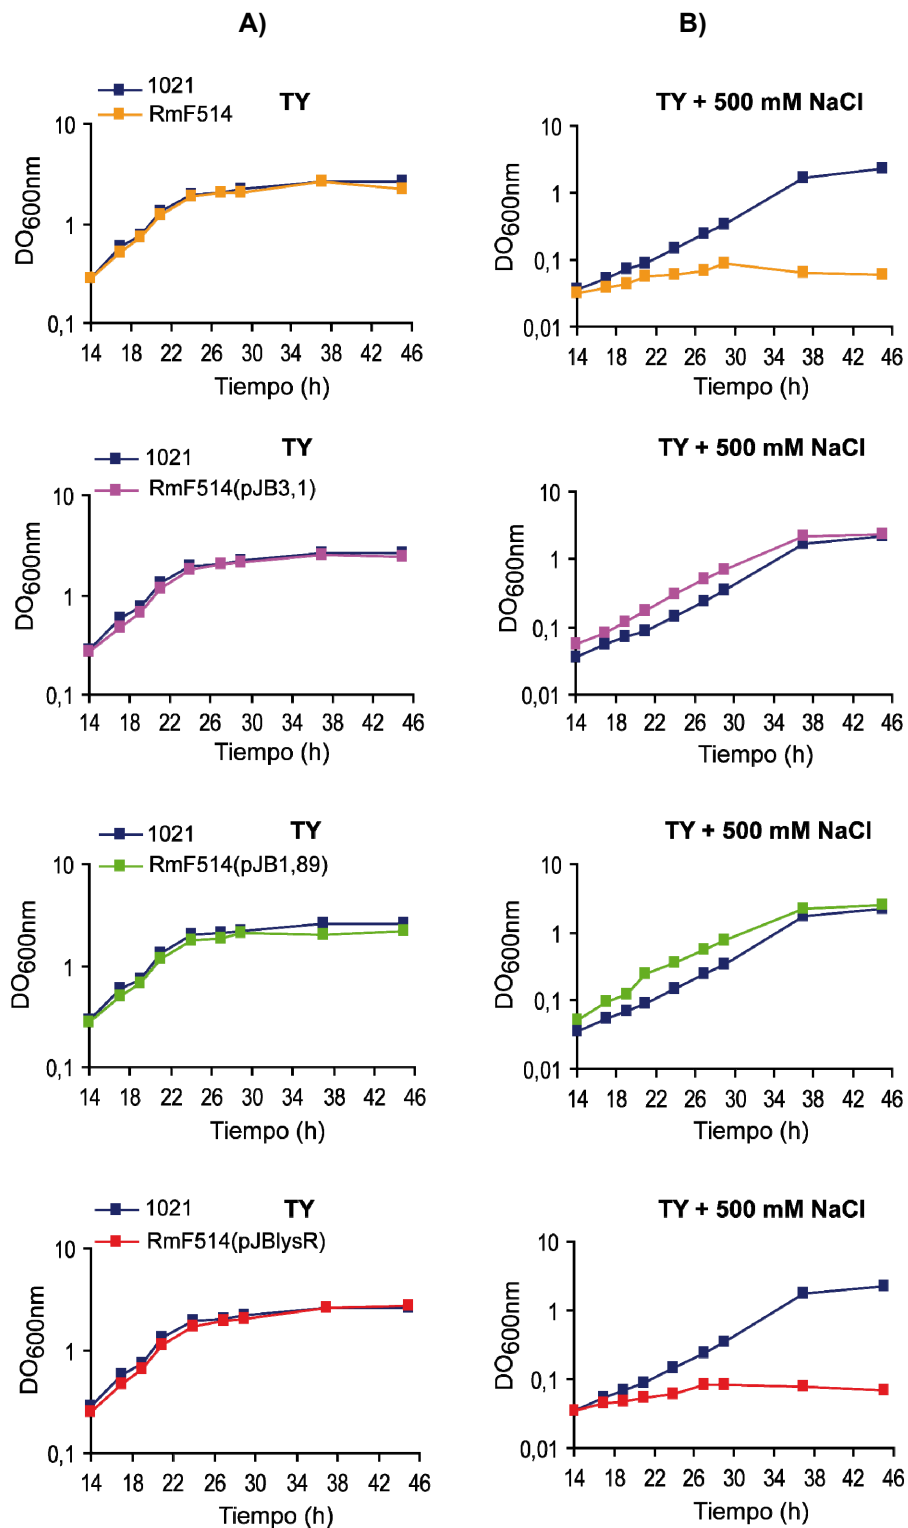 A) B)
1021
RmF514
TY
TY + 500 mM NaCl
10
1
0,1
DO600nm
14 18 22 26 30 34 38 42 46
Tiempo (h)
10
1
0,1
0,01
DO600nm
14 18 22 26 30 34 38 42 46
Tiempo (h)
1021
RmF514(pJB3,1)
TY
TY + 500 mM NaCl
10
1
0,1
DO600nm
14 18 22 26 30 34 38 42 46
Tiempo (h)
10
1
0,1
0,01
DO600nm
14 18 22 26 30 34 38 42 46
Tiempo (h)
1021
RmF514(pJB1,89)
TY
TY + 500 mM NaCl
10
1
0,1
DO600nm
14 18 22 26 30 34 38 42 46
Tiempo (h)
10
1
0,1
0,01
DO600nm
14 18 22 26 30 34 38 42 46
Tiempo (h)
1021
RmF514(pJBlysR)
TY
TY + 500 mM NaCl
10
1
0,1
DO600nm
14 18 22 26 30 34 38 42 46
Tiempo (h)
10
1
0,1
0,01
DO600nm
14 18 22 26 30 34 38 42 46
Tiempo (h)